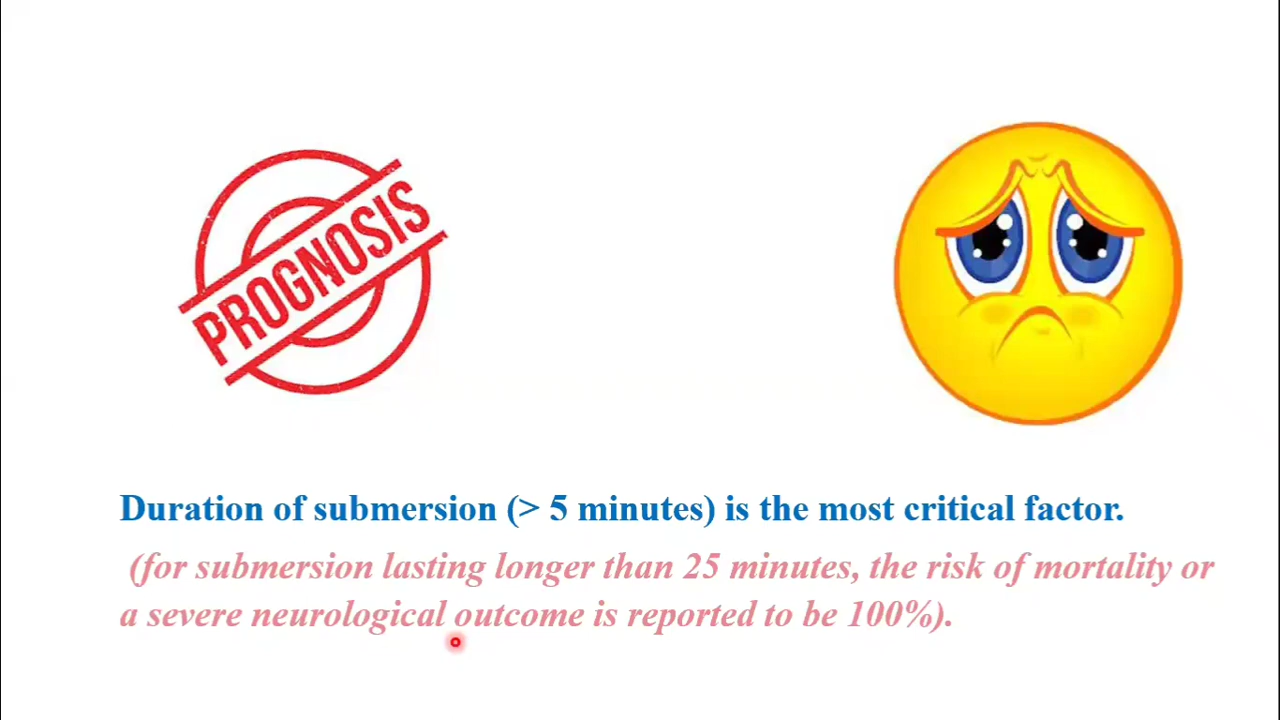 PROGNOSIS
Duration of submersion (> 5 minutes) is the most critical factor.
(for submersion lasting longer than 25 minutes, the risk of mortality or
a severe neurological outcome is reported to be 100%).